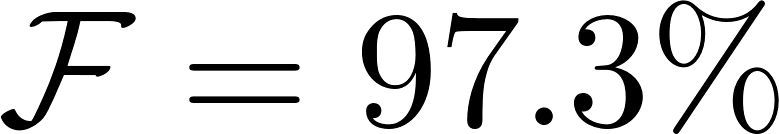 ℱ = 97.3%